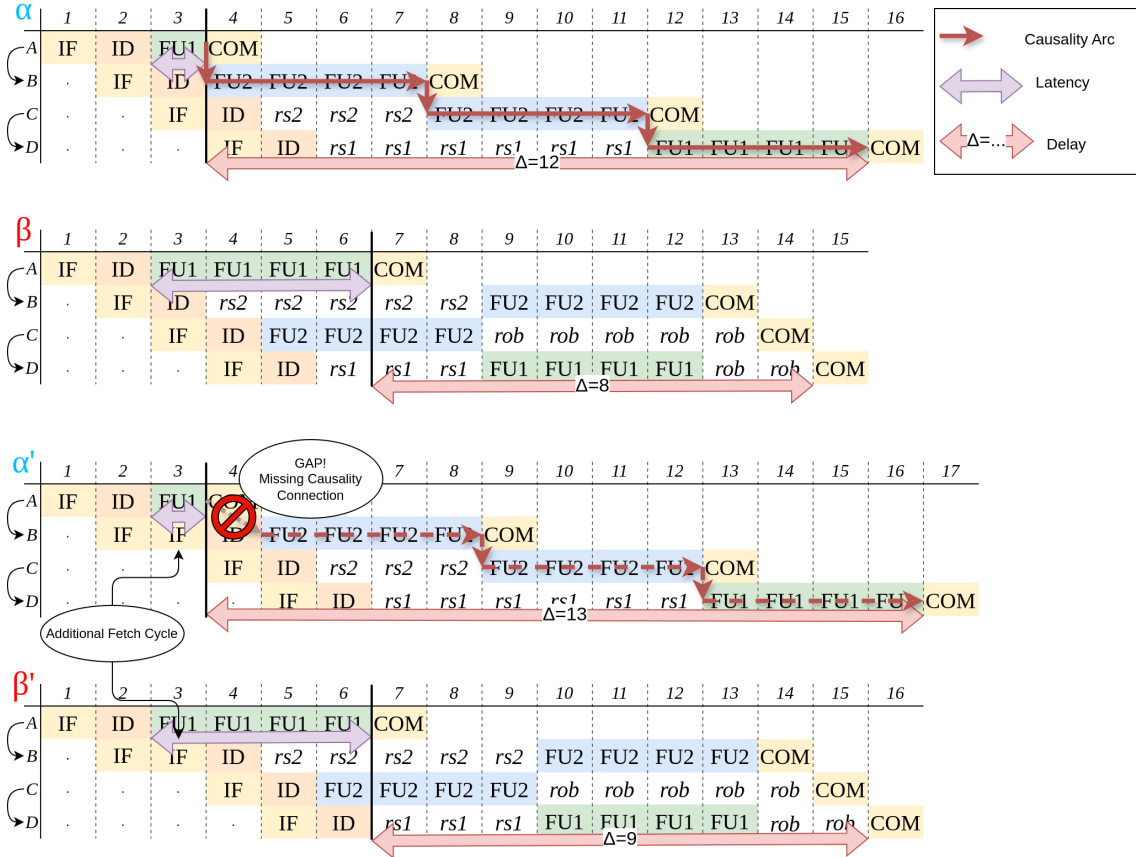 α 1 2 3 4 5 6 7 8 9 10 11 12 13 14 15 16
A IF ID FU1 COM
B . IF ID FU2 FU2 FU2 FU2 COM
C . . IF ID rs2 rs2 rs2 FU2 FU2 FU2 FU2 COM
D . . . IF ID rs1 rs1 rs1 rs1 rs1 rs1 FU1 FU1 FU1 FU1 COM
Δ=12
Causality Arc
Latency
Δ=... Delay
β 1 2 3 4 5 6 7 8 9 10 11 12 13 14 15
A IF ID FU1 FU1 FU1 FU1 COM
B . IF ID rs2 rs2 rs2 rs2 rs2 FU2 FU2 FU2 FU2 COM
C . . IF ID FU2 FU2 FU2 FU2 rob rob rob rob rob COM
D . . . IF ID rs1 rs1 rs1 FU1 FU1 FU1 FU1 rob rob COM
Δ=8
α' 1 2 3 4 7 8 9 10 11 12 13 14 15 16 17
GAP!
Missing Causality
Connection
A IF ID FU1 COM
B . IF IF ID FU2 FU2 FU2 FU2 COM
C . . . IF ID rs2 rs2 rs2 FU2 FU2 FU2 FU2 COM
D . . . . IF ID rs1 rs1 rs1 rs1 rs1 rs1 FU1 FU1 FU1 FU1 COM
Δ=13
Additional Fetch Cycle
β' 1 2 3 4 5 6 7 8 9 10 11 12 13 14 15 16
A IF ID FU1 FU1 FU1 FU1 COM
B . IF IF ID rs2 rs2 rs2 rs2 rs2 FU2 FU2 FU2 FU2 COM
C . . . IF ID FU2 FU2 FU2 FU2 rob rob rob rob rob COM
D . . . . IF ID rs1 rs1 rs1 FU1 FU1 FU1 FU1 rob rob COM
Δ=9